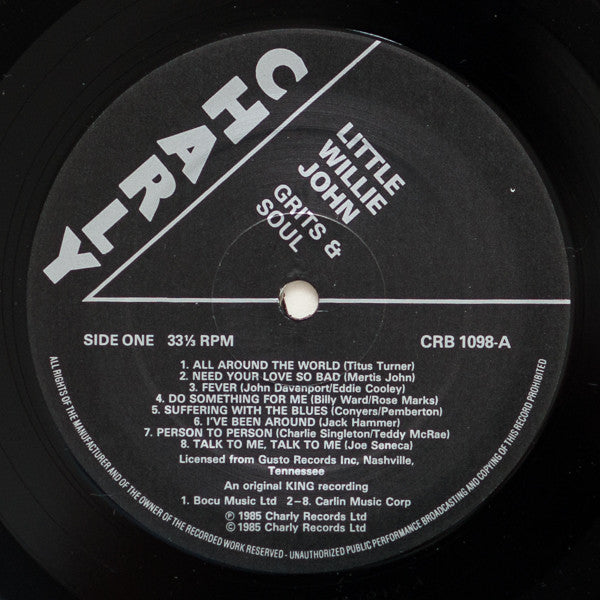 CHARLY
LITTLE
WILLIE
JOHN
GRITS &
SOUL
SIDE ONE 33⅓ RPM
CRB 1098-A
1. ALL AROUND THE WORLD (Titus Turner)
2. NEED YOUR LOVE SO BAD (Mertis John)
3. FEVER (John Davenport/Eddie Cooley)
4. DO SOMETHING FOR ME (Billy Ward/Rose Marks)
5. SUFFERING WITH THE BLUES (Conyers/Pemberton)
6. I'VE BEEN AROUND (Jack Hammer)
7. PERSON TO PERSON (Charlie Singleton/Teddy McRae)
8. TALK TO ME, TALK TO ME (Joe Seneca)
Licensed from Gusto Records Inc, Nashville,
Tennessee
An original KING recording
1. Bocu Music Ltd 2–8. Carlin Music Corp
℗ 1985 Charly Records Ltd
© 1985 Charly Records Ltd
ALL RIGHTS OF THE MANUFACTURER AND OF THE OWNER OF THE RECORDED WORK RESERVED - UNAUTHORIZED PUBLIC PERFORMANCE BROADCASTING AND COPYING OF THIS RECORD PROHIBITED